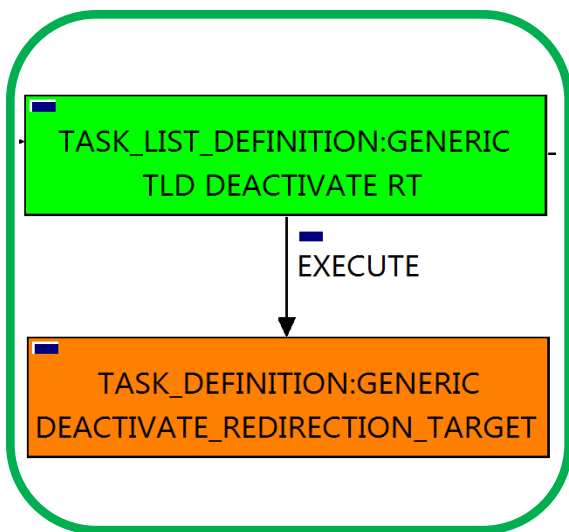 TASK_LIST_DEFINITION:GENERIC
TLD DEACTIVATE RT
EXECUTE
TASK_DEFINITION:GENERIC
DEACTIVATE_REDIRECTION_TARGET